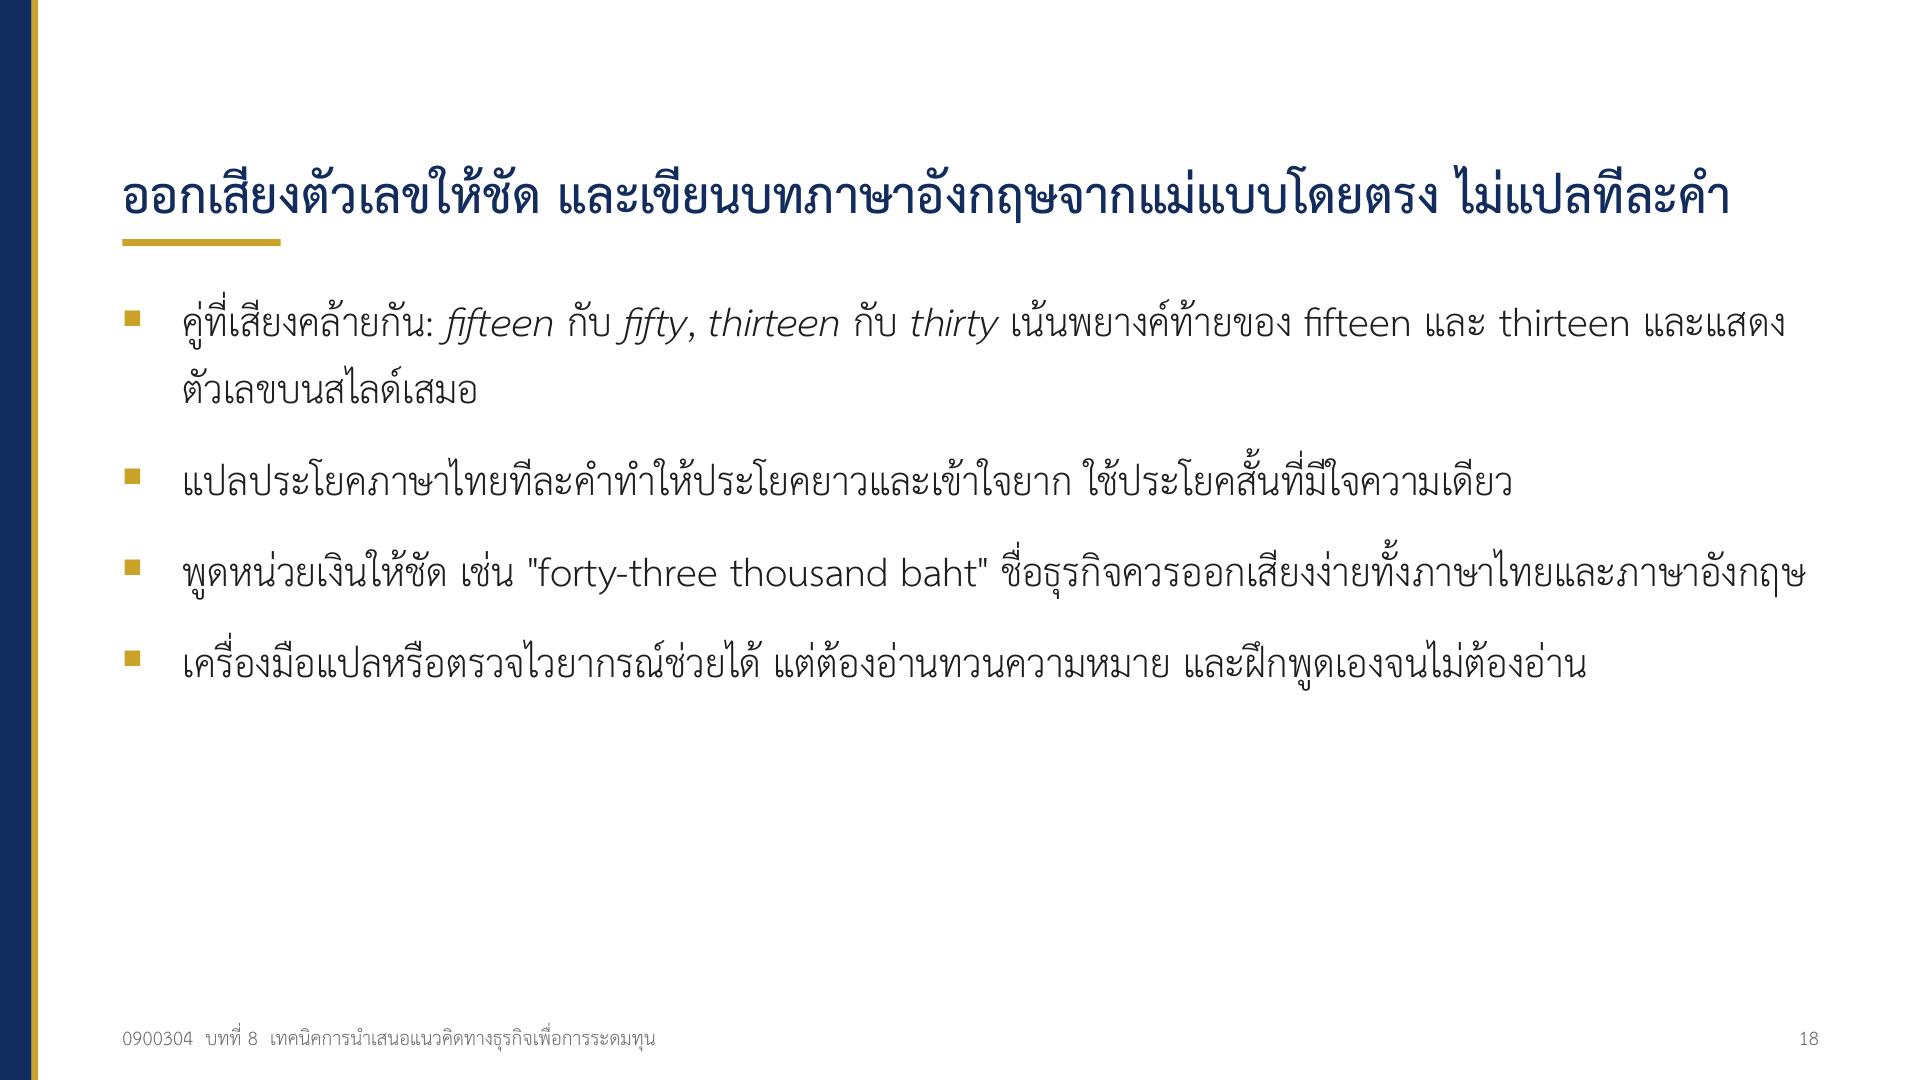 ออกเสียงตัวเลขให้ชัด และเขียนบทภาษาอังกฤษจากแม่แบบโดยตรง ไม่แปลทีละคำ
คู่ที่เสียงคล้ายกัน: fifteen กับ fifty, thirteen กับ thirty เน้นพยางค์ท้ายของ fifteen และ thirteen และแสดง
ตัวเลขบนสไลด์เสมอ
แปลประโยคภาษาไทยทีละคำทำให้ประโยคยาวและเข้าใจยาก ใช้ประโยคสั้นที่มีใจความเดียว
พูดหน่วยเงินให้ชัด เช่น "forty-three thousand baht" ชื่อธุรกิจควรออกเสียงง่ายทั้งภาษาไทยและภาษาอังกฤษ
เครื่องมือแปลหรือตรวจไวยากรณ์ช่วยได้ แต่ต้องอ่านทวนความหมาย และฝึกพูดเองจนไม่ต้องอ่าน
0900304 บทที่ 8 เทคนิคการนำเสนอแนวคิดทางธุรกิจเพื่อการระดมทุน
18